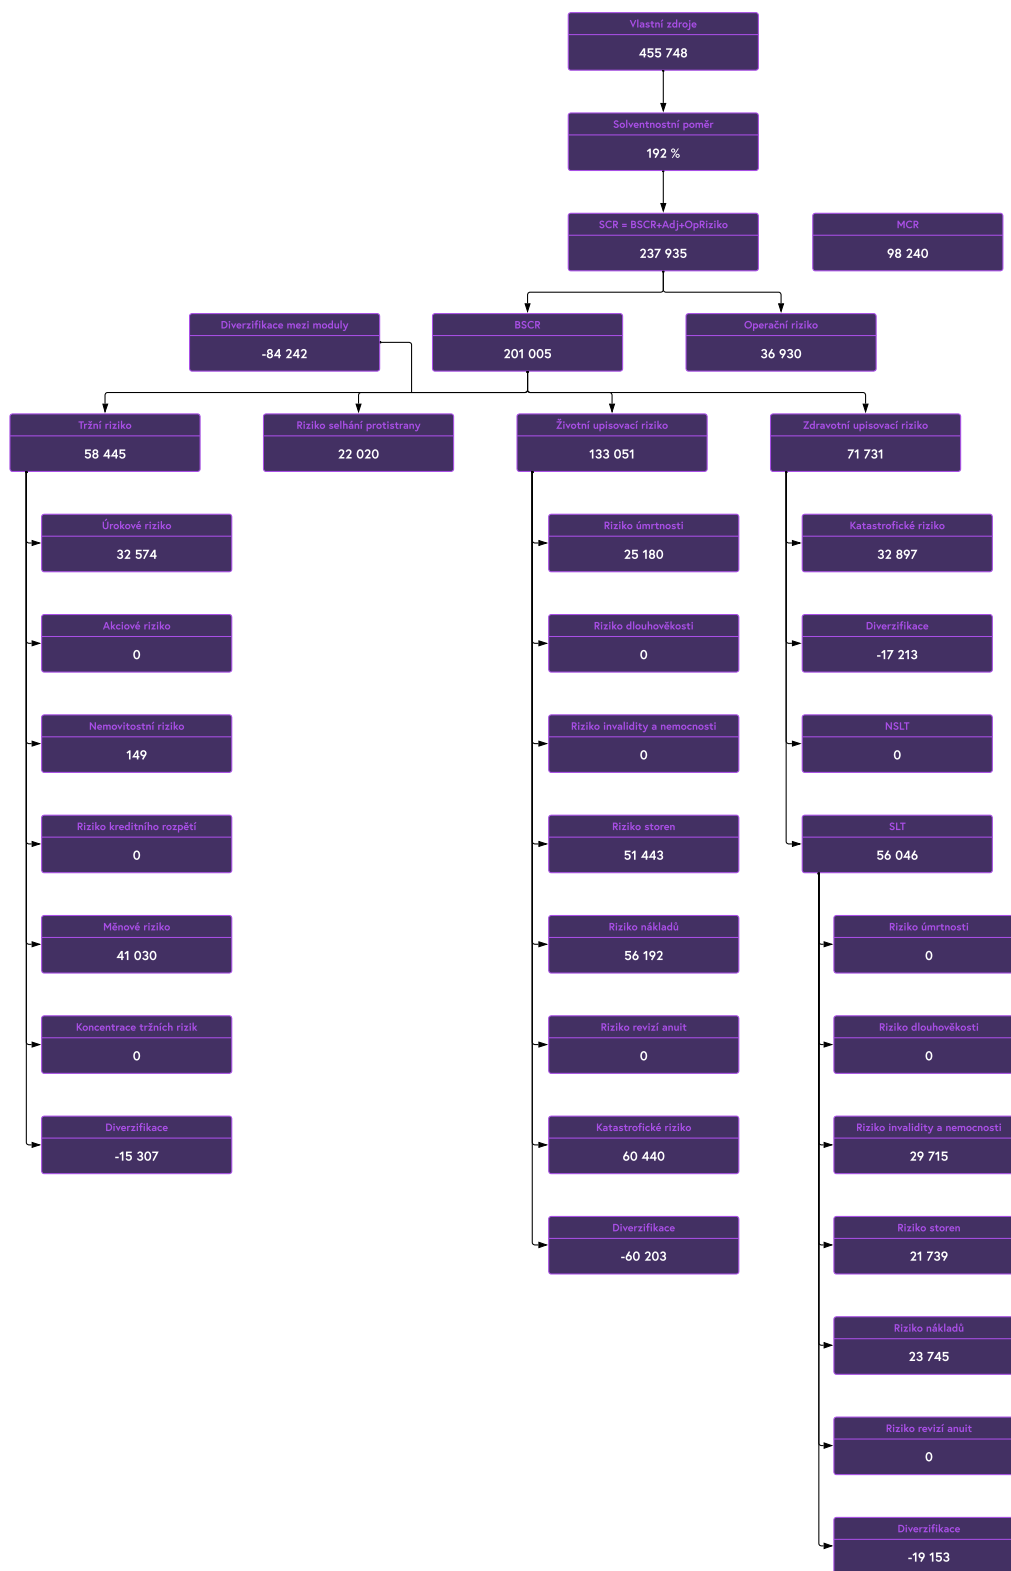 Vlastní zdroje
455 748
Solventnostní poměr
192 %
SCR = BSCR+Adj+OpRiziko
237 935
MCR
98 240
Diverzifikace mezi moduly
-84 242
BSCR
201 005
Operační riziko
36 930
Tržní riziko
58 445
Riziko selhání protistrany
22 020
Životní upisovací riziko
133 051
Zdravotní upisovací riziko
71 731
Úrokové riziko
32 574
Akciové riziko
0
Nemovitostní riziko
149
Riziko kreditního rozpětí
0
Měnové riziko
41 030
Koncentrace tržních rizik
0
Diverzifikace
-15 307
Riziko úmrtnosti
25 180
Riziko dlouhověkosti
0
Riziko invalidity a nemocnosti
0
Riziko storen
51 443
Riziko nákladů
56 192
Riziko revizí anuit
0
Katastrofické riziko
60 440
Diverzifikace
-60 203
Katastrofické riziko
32 897
Diverzifikace
-17 213
NSLT
0
SLT
56 046
Riziko úmrtnosti
0
Riziko dlouhověkosti
0
Riziko invalidity a nemocnosti
29 715
Riziko storen
21 739
Riziko nákladů
23 745
Riziko revizí anuit
0
Diverzifikace
-19 153